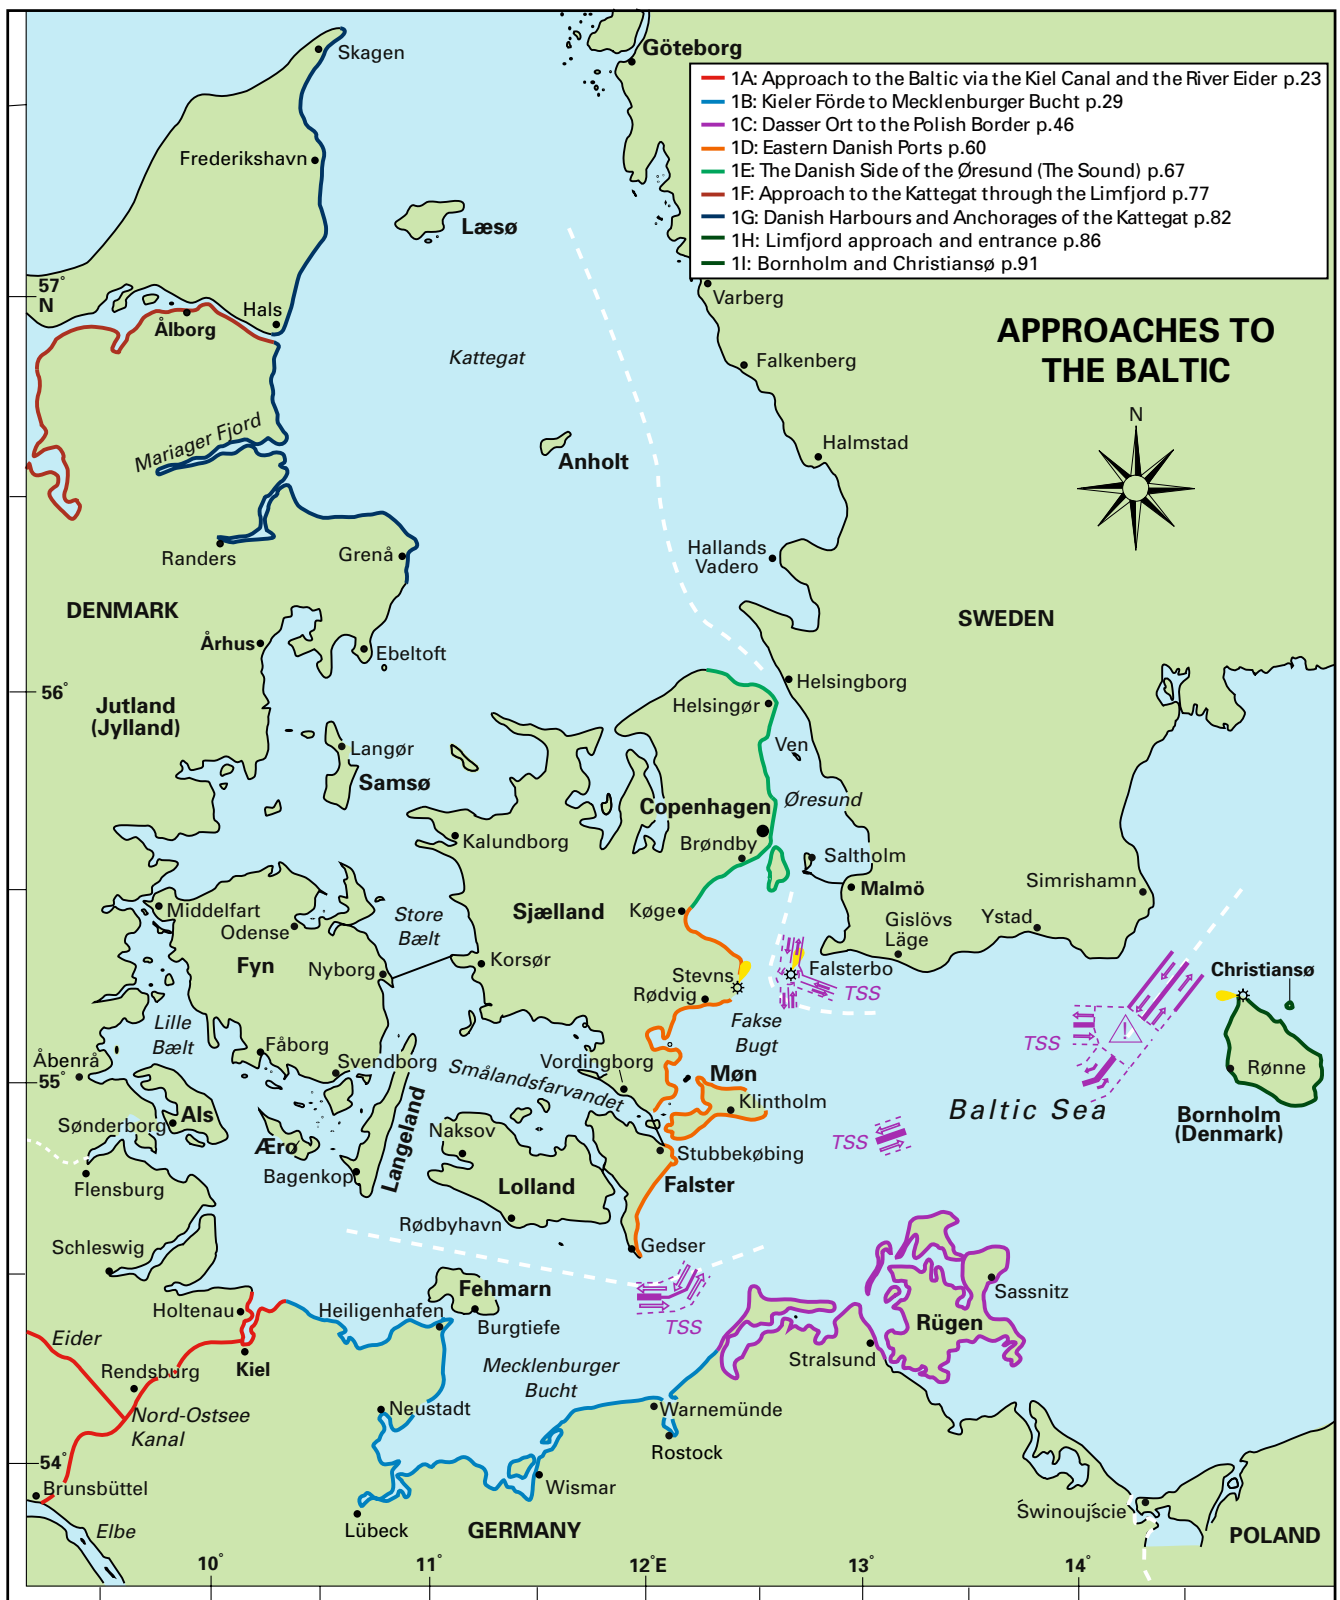 Skagen
Göteborg
1A: Approach to the Baltic via the Kiel Canal and the River Eider p.23
1B: Kieler Förde to Mecklenburger Bucht p.29
1C: Dasser Ort to the Polish Border p.46
1D: Eastern Danish Ports p.60
1E: The Danish Side of the Øresund (The Sound) p.67
1F: Approach to the Kattegat through the Limfjord p.77
1G: Danish Harbours and Anchorages of the Kattegat p.82
1H: Limfjord approach and entrance p.86
1I: Bornholm and Christiansø p.91
Frederikshavn
Læsø
57°
N
Hals
Ålborg
Varberg
APPROACHES TO
THE BALTIC
Kattegat
Falkenberg
N
Mariager Fjord
Anholt
Halmstad
Randers
Grenå
Hallands
Vadero
DENMARK
SWEDEN
Århus
Ebeltoft
56°
Jutland
(Jylland)
Helsingborg
Helsingør
Langør
Ven
Samsø
Copenhagen
Øresund
Kalundborg
Brøndby
Saltholm
Malmö
Simrishamn
Middelfart
Odense
Store
Bælt
Sjælland
Køge
Gislövs
Läge
Ystad
Fyn
Nyborg
Korsør
Stevns
Falsterbo
Christiansø
Rødvig
TSS
Lille
Bælt
Fakse
Bugt
TSS
!
Åbenrå
Fåborg
Svendborg
Vordingborg
Smålandsfarvandet
55°
Møn
Rønne
Klintholm
Baltic Sea
Bornholm
(Denmark)
Als
Sønderborg
Langeland
Naksov
TSS
Ærø
Bagenkop
Stubbekøbing
Flensburg
Lolland
Falster
Rødbyhavn
Schleswig
Gedser
Fehmarn
Sassnitz
Holtenau
Heiligenhafen
Burgtiefe
TSS
Rügen
Eider
Rendsburg
Kiel
Mecklenburger
Bucht
Stralsund
Nord-Ostsee
Kanal
Neustadt
Warnemünde
Rostock
54°
Brunsbüttel
Wismar
Świnoujście
Elbe
Lübeck
GERMANY
POLAND
10°
11°
12°E
13°
14°